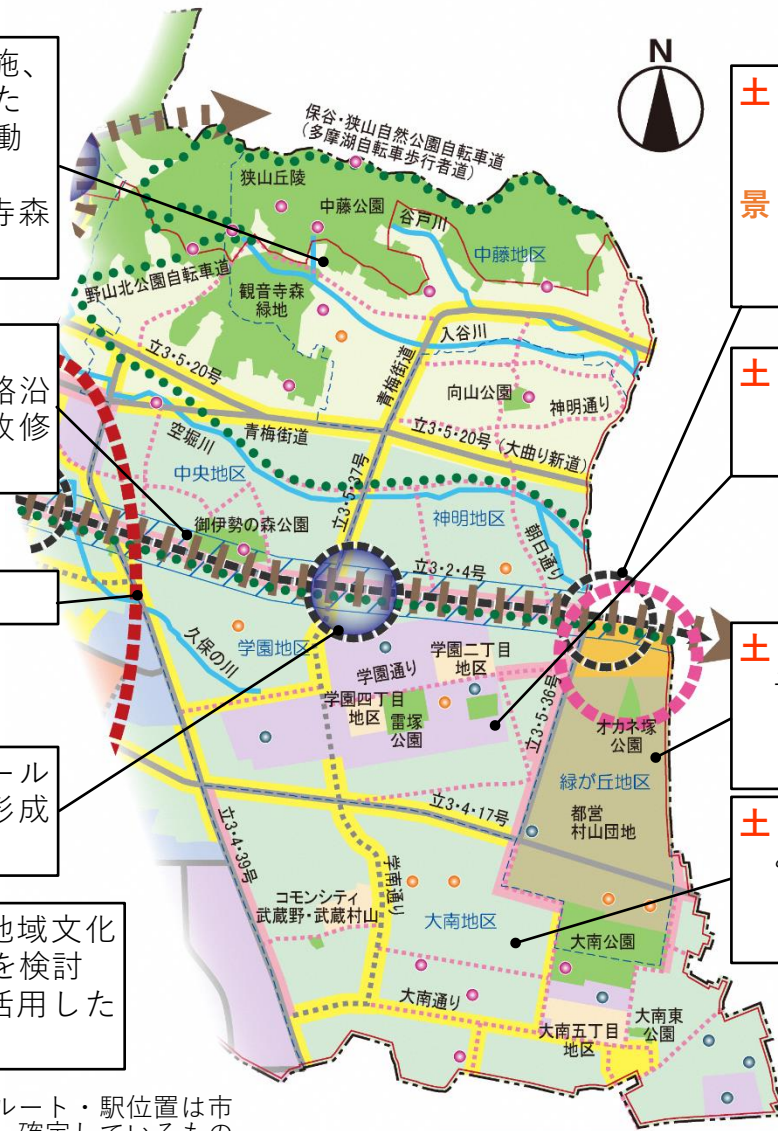 施、
た
動
寺森
路沿
改修
ール
形成
地域文化
を検討
活用した
ルート・駅位置は市
確定しているもの
N
保谷・狭山自然公園自転車道
(多摩湖自転車歩行者道)
狭山丘陵
中藤公園
谷戸川
中藤地区
野山北公園自転車道
観音寺森
緑地
入谷川
立3・5・20号
青梅街道
向山公園
神明通り
空堀川
青梅街道
立3・5・20号(大曲り新道)
中央地区
立3・5・37号
御伊勢の森公園
神明地区
朝日通り
立3・2・4号
久保の川
学園地区
学園通り
学園二丁目
地区
学園四丁目
地区
雷塚
公園
立3・5・36号
オカネ塚
公園
緑が丘地区
立3・4・17号
都営
村山団地
立3・4・39号
コモンシティ
武蔵野・武蔵村山
学南通り
大南地区
大南公園
大南通り
大南五丁目
地区
大南東
公園
土
景
土
土
土